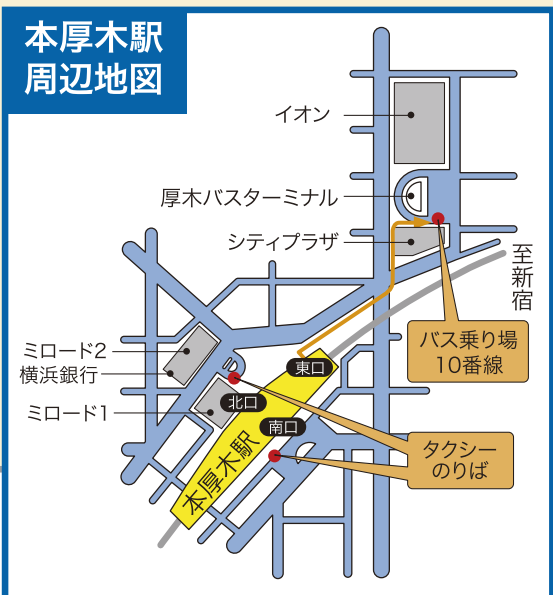 本厚木駅
周辺地図
イオン
厚木バスターミナル
シティプラザ
至新宿
バス乗り場
10番線
ミロード2
横浜銀行
ミロード1
東口
北口
南口
本厚木駅
タクシー
のりば